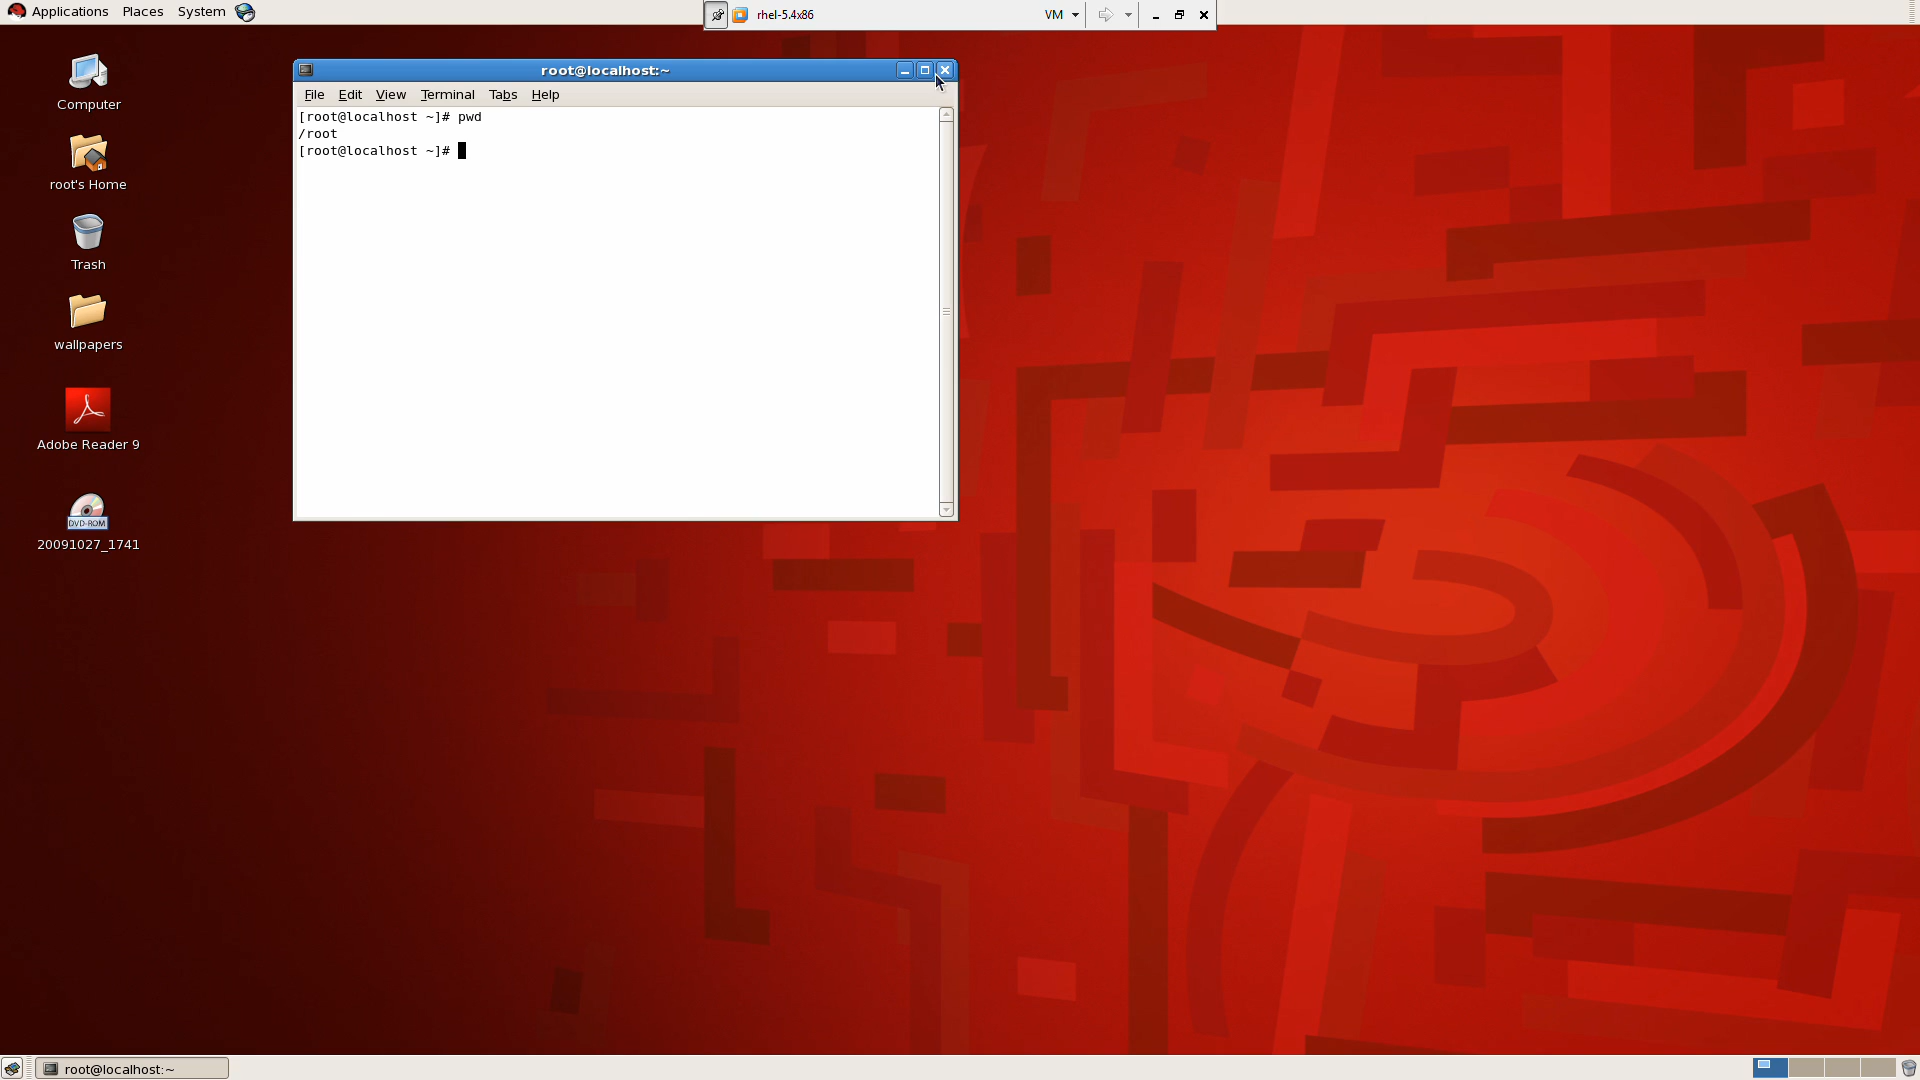 Applications Places System
rhel-5.4x86 VM
root@localhost:~
File Edit View Terminal Tabs Help
[root@localhost ~]# pwd
/root
[root@localhost ~]#
Computer
root's Home
Trash
wallpapers
Adobe Reader 9
DVD-ROM
20091027_1741
root@localhost:~